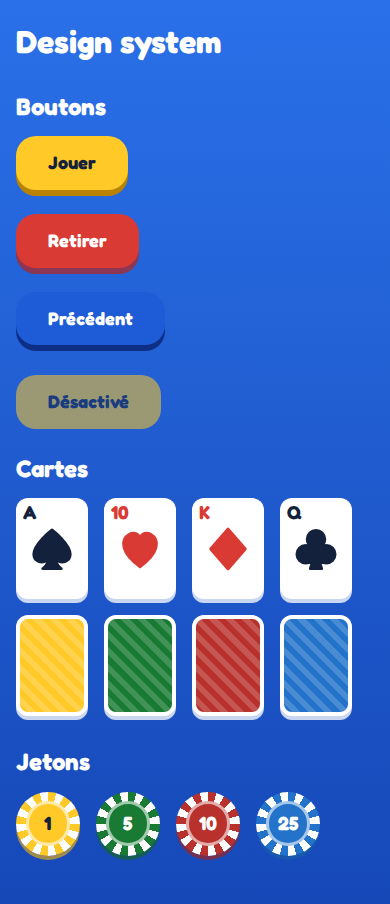 Design system
Boutons
Jouer
Retirer
Précédent
Désactivé
Cartes
A 10 K Q
Jetons
1 5 10 25